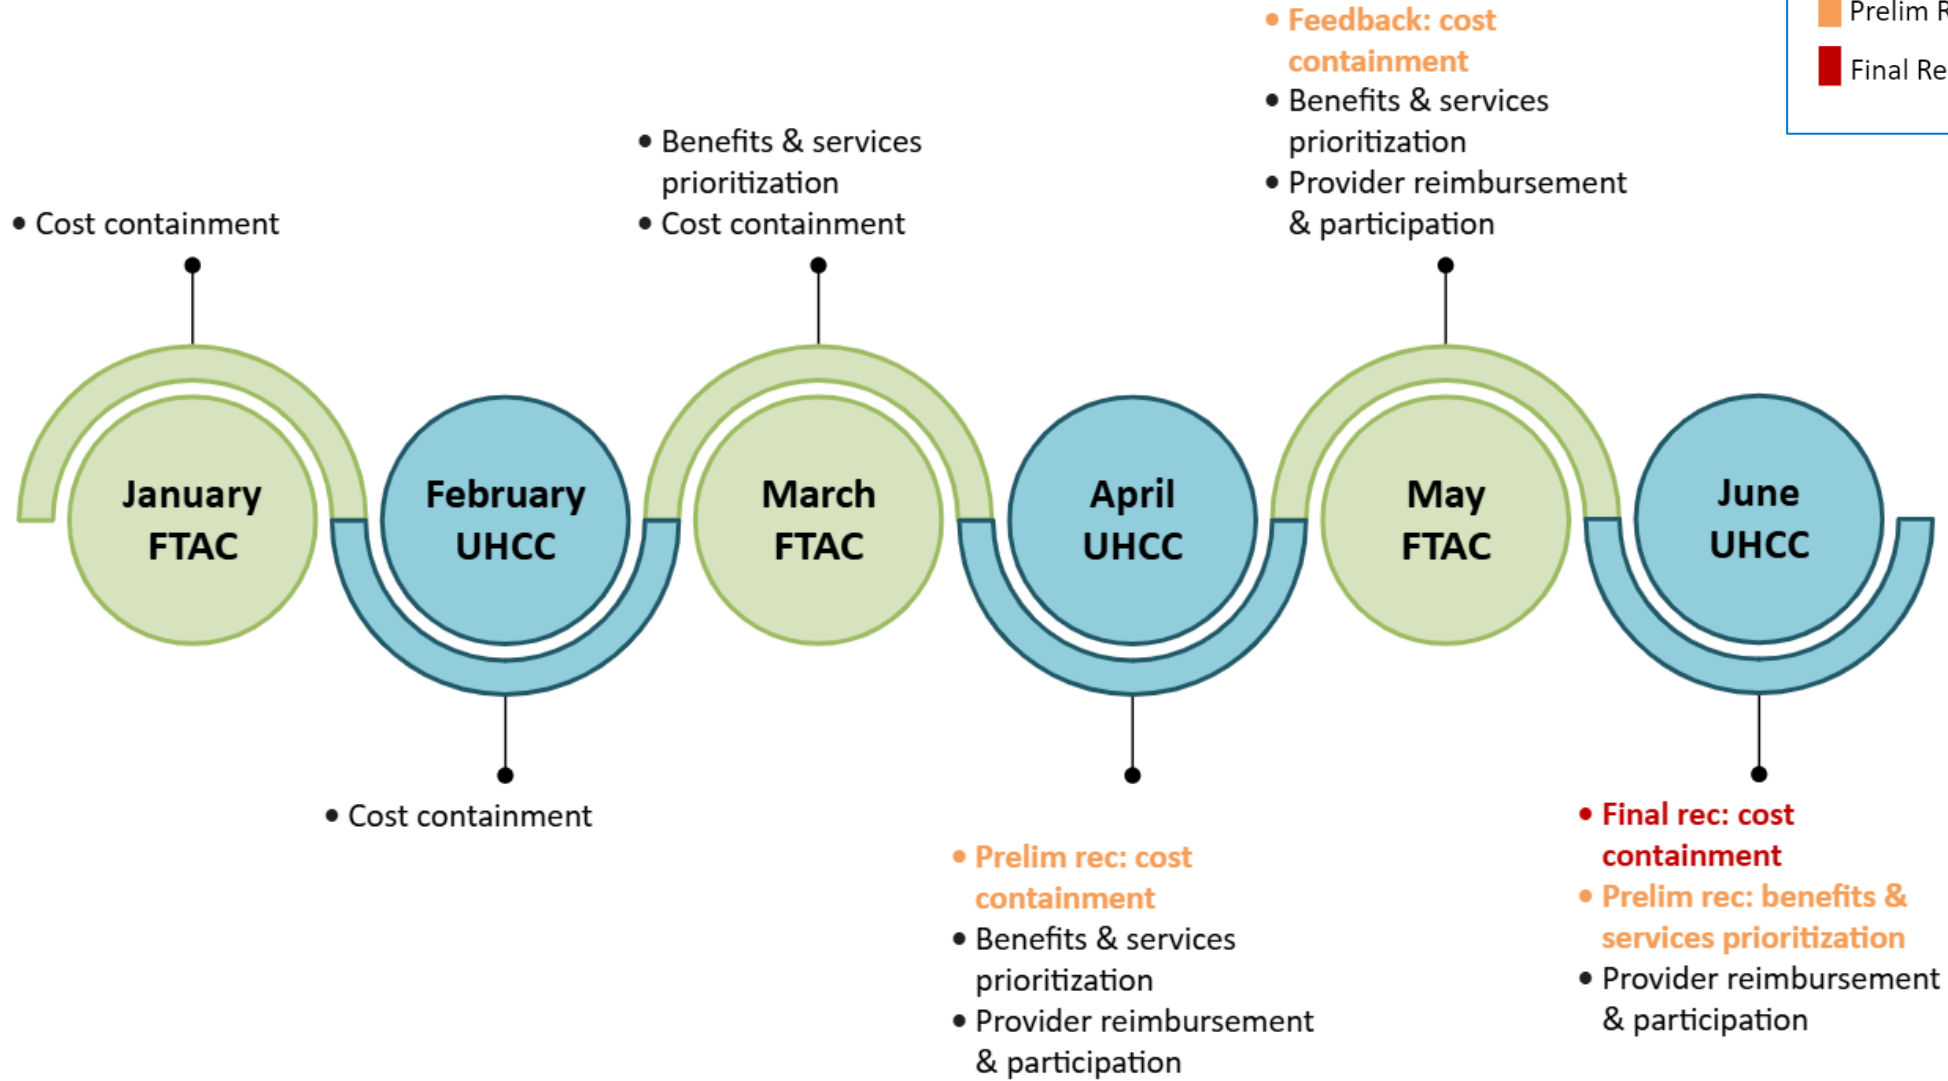 • Feedback: cost
containment
• Benefits & services
prioritization
• Provider reimbursement
& participation
Prelim
Final
• Benefits & services
prioritization
• Cost containment
• Cost containment
January
FTAC
February
UHCC
March
FTAC
April
UHCC
May
FTAC
June
UHCC
• Cost containment
• Prelim rec: cost
containment
• Benefits & services
prioritization
• Provider reimbursement
& participation
• Final rec: cost
containment
• Prelim rec: benefits &
services prioritization
• Provider reimbursement
& participation